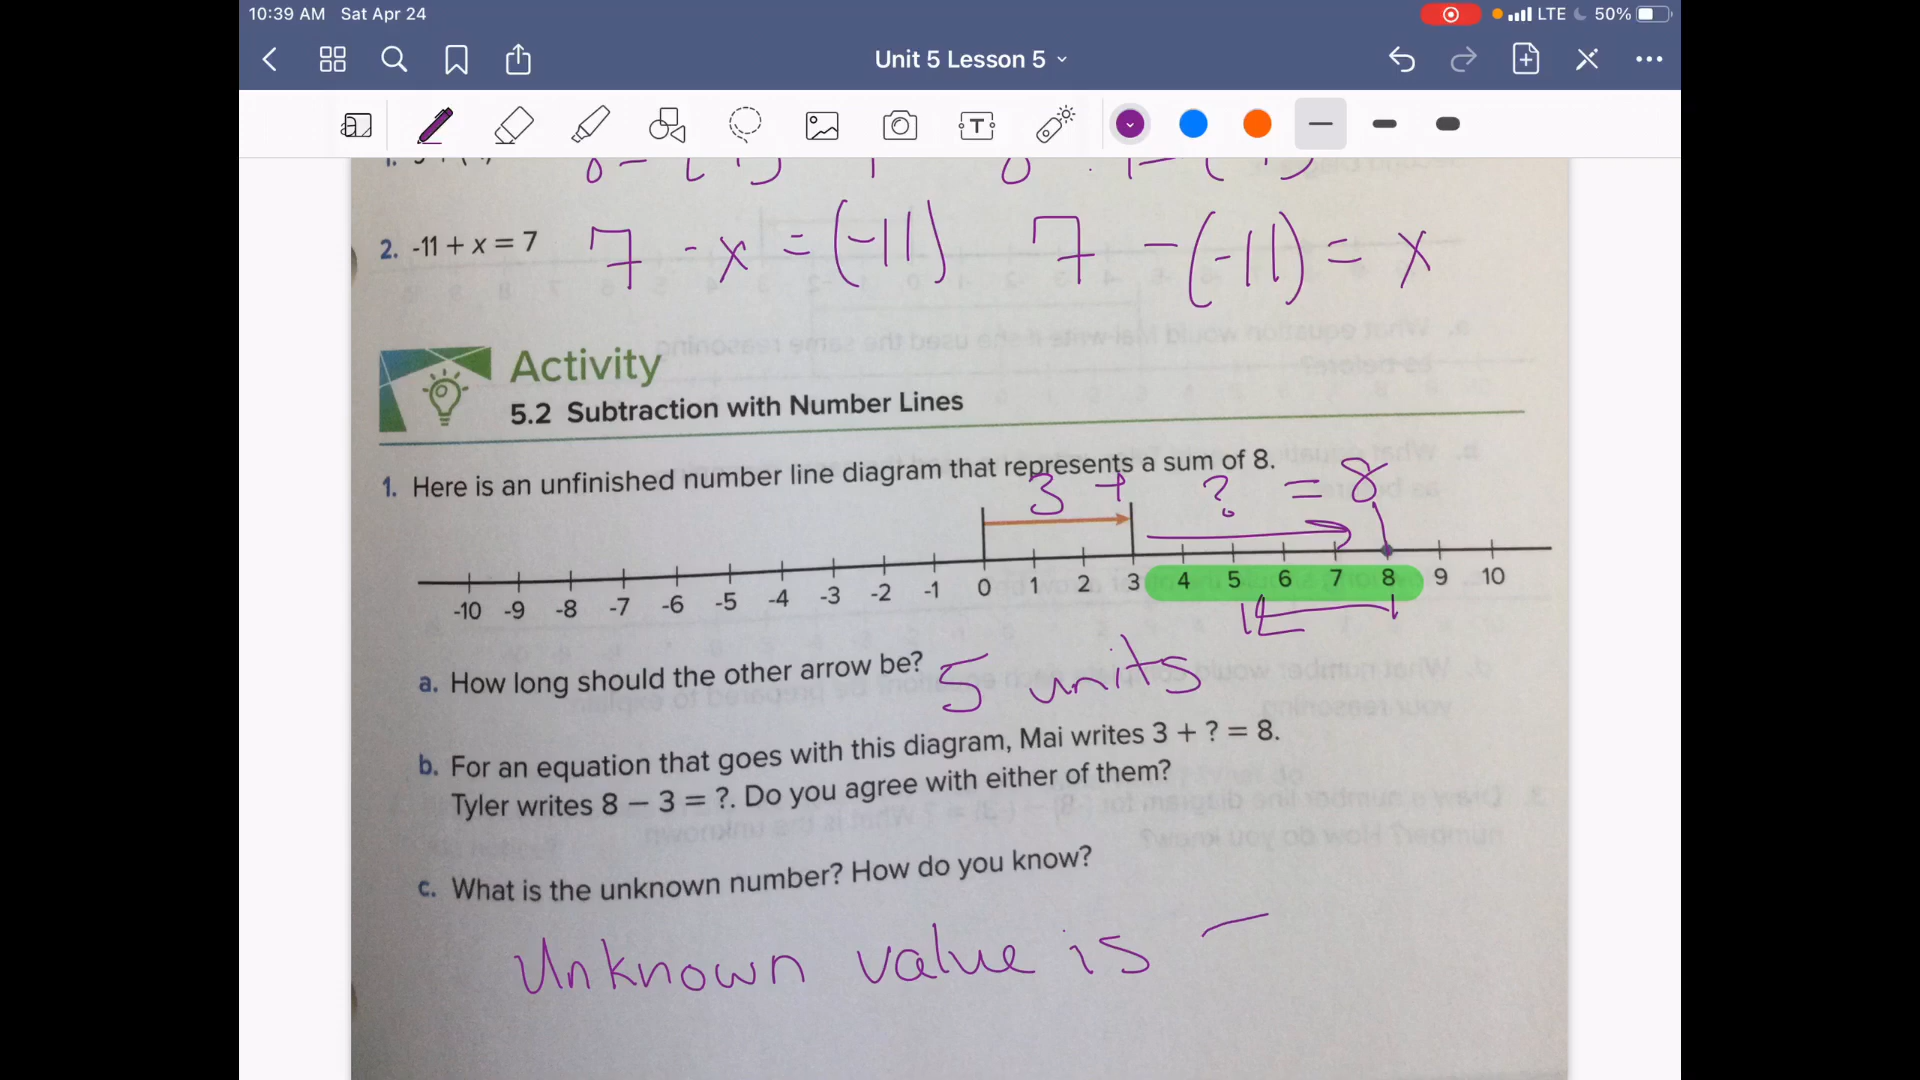 10:39 AM Sat Apr 24
LTE 50%
Unit 5 Lesson 5
2. -11 + x = 7 7 - x = (-11) 7 - (-11) = x
Activity
5.2 Subtraction with Number Lines
1. Here is an unfinished number line diagram that represents a sum of 8.
3 + ? = 8
-10 -9 -8 -7 -6 -5 -4 -3 -2 -1 0 1 2 3 4 5 6 7 8 9 10
a. How long should the other arrow be? 5 units
b. For an equation that goes with this diagram, Mai writes 3 + ? = 8.
Tyler writes 8 − 3 = ?. Do you agree with either of them?
c. What is the unknown number? How do you know?
Unknown value is